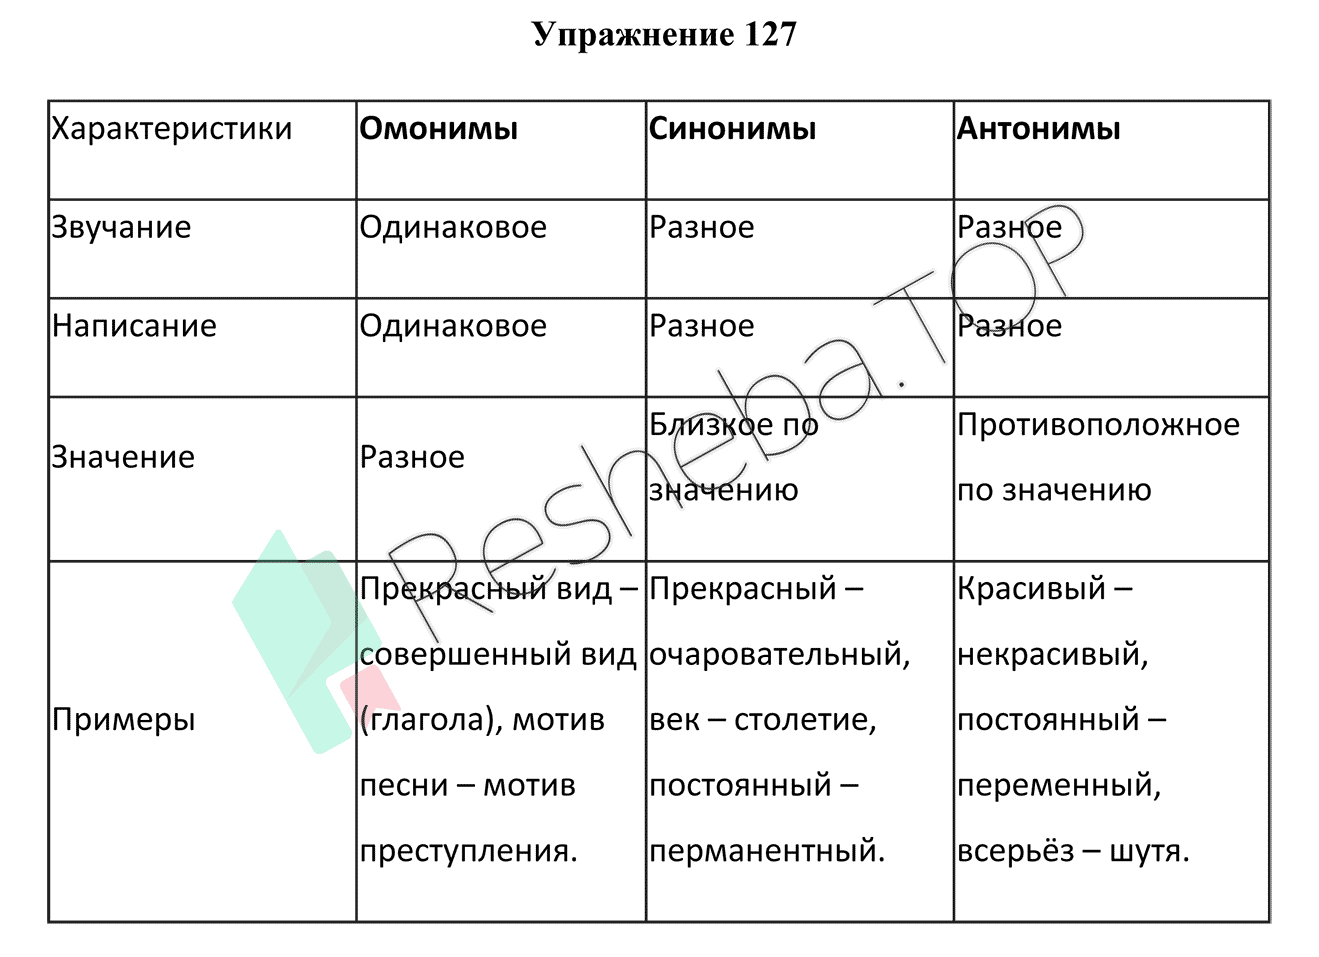 Упражнение 127
Характеристики Омонимы Синонимы Антонимы
Звучание Одинаковое Разное Разное
Написание Одинаковое Разное Разное
Значение Разное Близкое по значению Противоположное по значению
Примеры
Прекрасный вид –
совершенный вид
(глагола), мотив
песни – мотив
преступления.
Прекрасный –
очаровательный,
век – столетие,
постоянный –
перманентный.
Красивый –
некрасивый,
постоянный –
переменный,
всерьёз – шутя.
Resheba.TOP